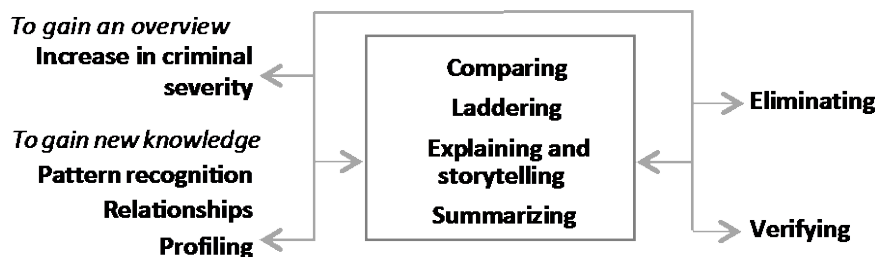 To gain an overview
Increase in criminal
severity
To gain new knowledge
Pattern recognition
Relationships
Profiling
Comparing
Laddering
Explaining and
storytelling
Summarizing
Eliminating
Verifying